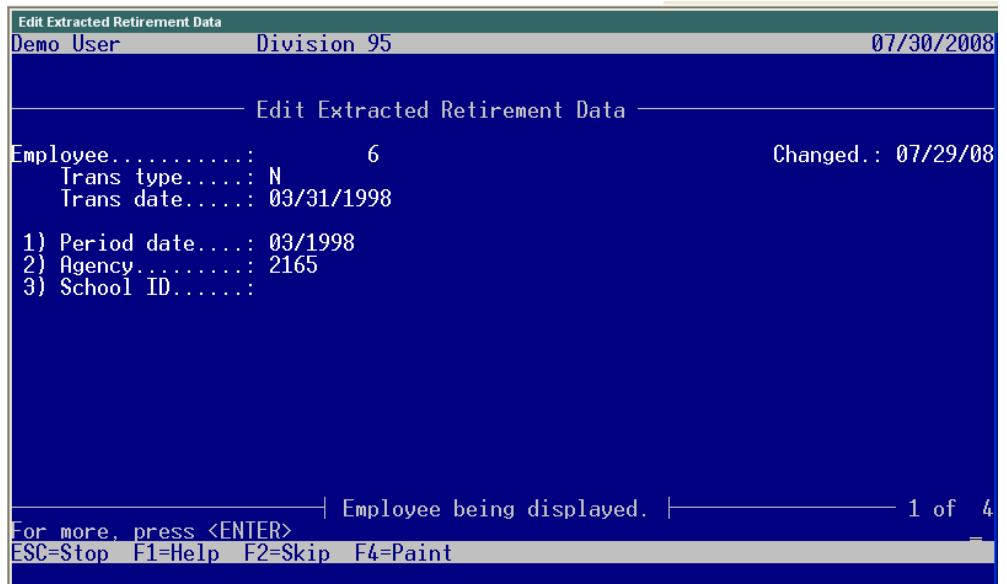 Edit Extracted Retirement Data
Demo User Division 95 07/30/2008
Edit Extracted Retirement Data
Employee...........: 6 Changed.: 07/29/08
Trans type.....: N
Trans date.....: 03/31/1998
1) Period date....: 03/1998
2) Agency.........: 2165
3) School ID......:
Employee being displayed. 1 of 4
For more, press <ENTER>
ESC=Stop F1=Help F2=Skip F4=Paint